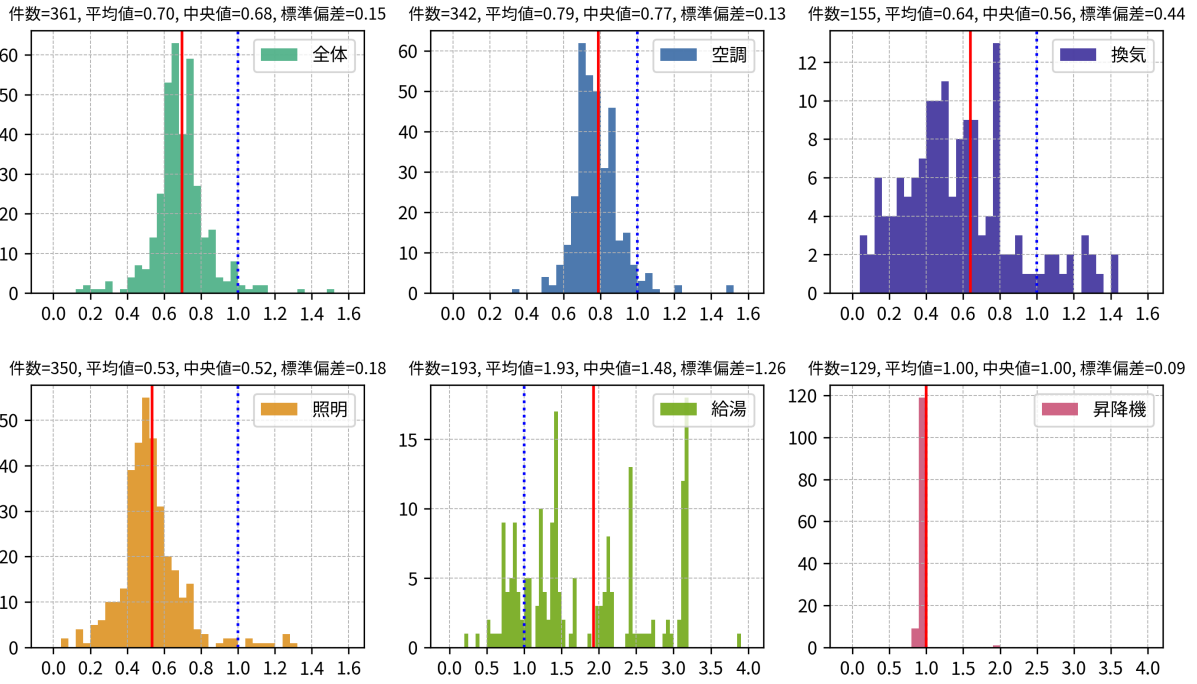 件数=361, 平均値=0.70, 中央値=0.68, 標準偏差=0.15
全体
60
50
40
30
20
10
0
0.0 0.2 0.4 0.6 0.8 1.0 1.2 1.4 1.6
件数=342, 平均値=0.79, 中央値=0.77, 標準偏差=0.13
空調
60
50
40
30
20
10
0
0.0 0.2 0.4 0.6 0.8 1.0 1.2 1.4 1.6
件数=155, 平均値=0.64, 中央値=0.56, 標準偏差=0.44
換気
12
10
8
6
4
2
0
0.0 0.2 0.4 0.6 0.8 1.0 1.2 1.4 1.6
件数=350, 平均値=0.53, 中央値=0.52, 標準偏差=0.18
照明
50
40
30
20
10
0
0.0 0.2 0.4 0.6 0.8 1.0 1.2 1.4 1.6
件数=193, 平均値=1.93, 中央値=1.48, 標準偏差=1.26
給湯
15
10
5
0
0.0 0.5 1.0 1.5 2.0 2.5 3.0 3.5 4.0
件数=129, 平均値=1.00, 中央値=1.00, 標準偏差=0.09
昇降機
120
100
80
60
40
20
0
0.0 0.5 1.0 1.5 2.0 2.5 3.0 3.5 4.0